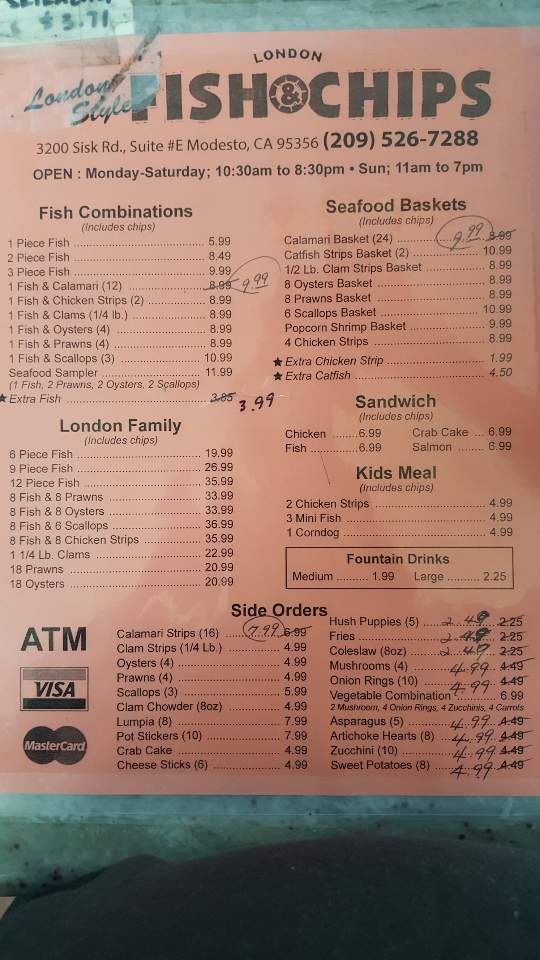 $3.71
London Style
LONDON
FISH & CHIPS
3200 Sisk Rd., Suite #E Modesto, CA 95356 (209) 526-7288
OPEN : Monday-Saturday; 10:30am to 8:30pm • Sun; 11am to 7pm
Fish Combinations
(Includes chips)
1 Piece Fish 5.99
2 Piece Fish 8.49
3 Piece Fish 9.99
1 Fish & Calamari (12) 8.99 9.99
1 Fish & Chicken Strips (2) 8.99
1 Fish & Clams (1/4 lb.) 8.99
1 Fish & Oysters (4) 8.99
1 Fish & Prawns (4) 8.99
1 Fish & Scallops (3) 10.99
Seafood Sampler 11.99
(1 Fish, 2 Prawns, 2 Oysters, 2 Scallops)
★ Extra Fish 3.85 3.99
London Family
(Includes chips)
6 Piece Fish 19.99
9 Piece Fish 26.99
12 Piece Fish 35.99
8 Fish & 8 Prawns 33.99
8 Fish & 8 Oysters 33.99
8 Fish & 6 Scallops 36.99
8 Fish & 8 Chicken Strips 35.99
1 1/4 Lb. Clams 22.99
18 Prawns 20.99
18 Oysters 20.99
Seafood Baskets
(Includes chips)
Calamari Basket (24) 9.99 8.99
Catfish Strips Basket (2) 10.99
1/2 Lb. Clam Strips Basket 8.99
8 Oysters Basket 8.99
8 Prawns Basket 8.99
6 Scallops Basket 10.99
Popcorn Shrimp Basket 9.99
4 Chicken Strips 8.99
★ Extra Chicken Strip 1.99
★ Extra Catfish 4.50
Sandwich
(Includes chips)
Chicken 6.99 Crab Cake 6.99
Fish 6.99 Salmon 6.99
Kids Meal
(Includes chips)
2 Chicken Strips 4.99
3 Mini Fish 4.99
1 Corndog 4.99
Fountain Drinks
Medium 1.99 Large 2.25
Side Orders
ATM
VISA
MasterCard
Calamari Strips (16) 7.99 6.99
Clam Strips (1/4 Lb.) 4.99
Oysters (4) 4.99
Prawns (4) 4.99
Scallops (3) 5.99
Clam Chowder (8oz) 4.99
Lumpia (8) 7.99
Pot Stickers (10) 7.99
Crab Cake 4.99
Cheese Sticks (6) 4.99
Hush Puppies (5) 2.49 2.25
Fries 2.49 2.25
Coleslaw (8oz) 2.49 2.25
Mushrooms (4) 4.99 4.49
Onion Rings (10) 4.99 4.49
Vegetable Combination 6.99
2 Mushroom, 4 Onion Rings, 4 Zucchinis, 4 Carrots
Asparagus (5) 4.99 4.49
Artichoke Hearts (8) 4.99 4.49
Zucchini (10) 4.99 4.49
Sweet Potatoes (8) 4.99 4.49